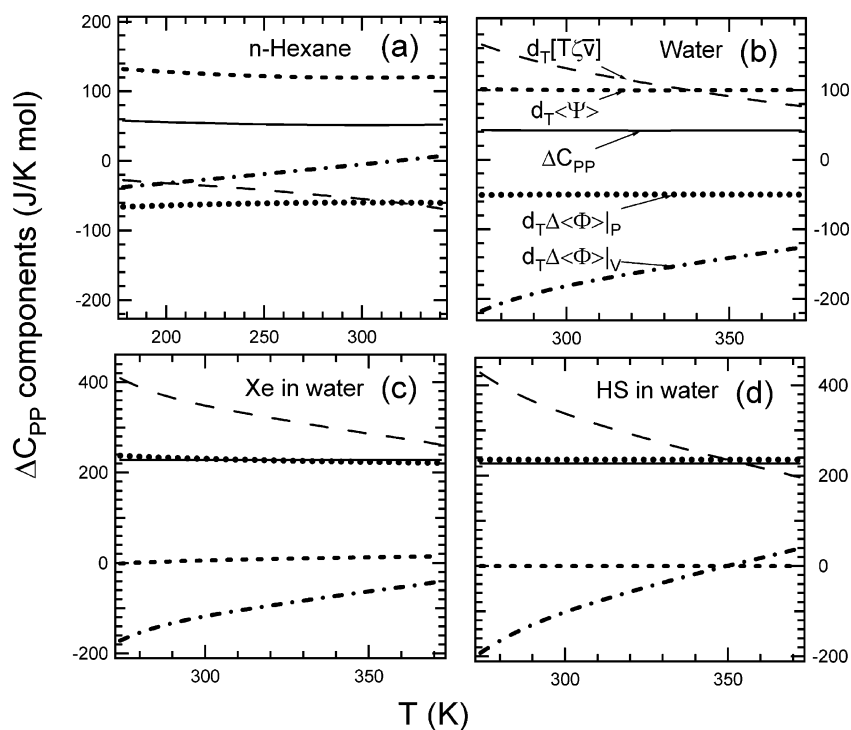 ΔC_PP components (J/K mol)
200
100
0
-100
-200
n-Hexane (a)
200
250
300
d_T[Tζv̅] Water (b)
d_T<Ψ>
ΔC_PP
d_TΔ<Φ>|_P
d_TΔ<Φ>|_V
200
100
0
-100
-200
300
350
400
200
0
-200
Xe in water (c)
300
350
HS in water (d)
400
200
0
-200
300
350
T (K)